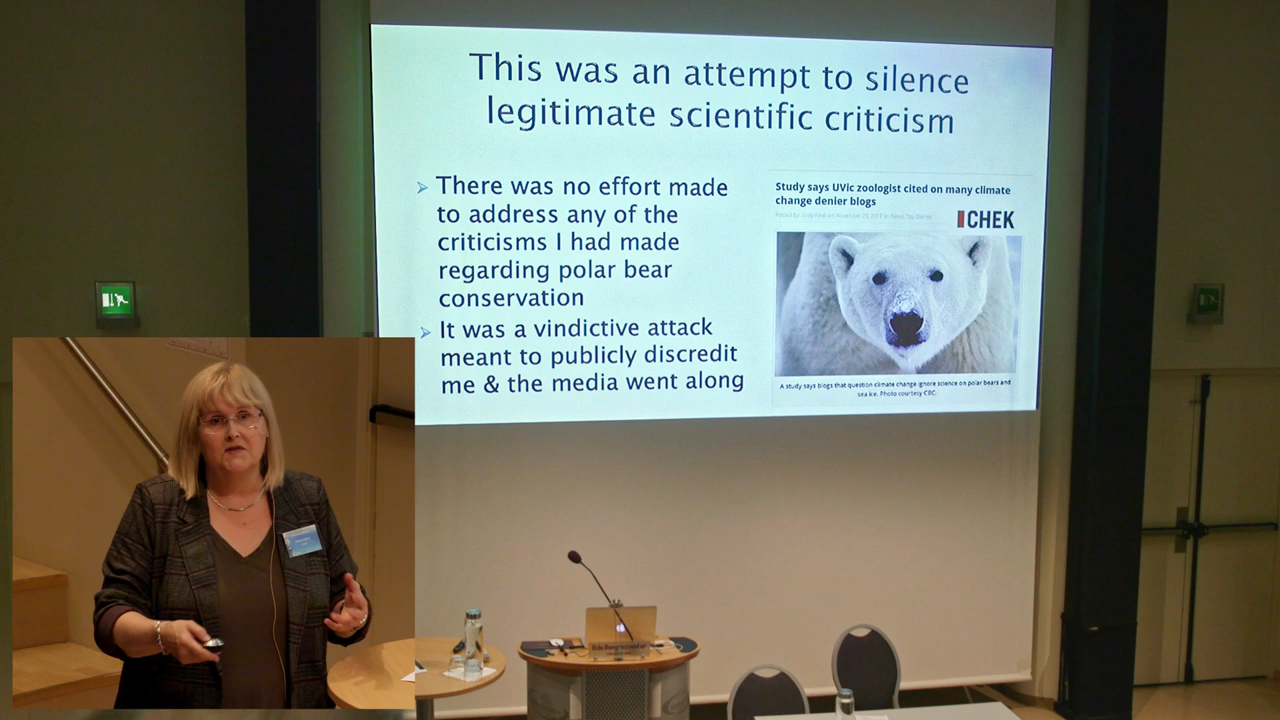 This was an attempt to silence
legitimate scientific criticism
There was no effort made
to address any of the
criticisms I had made
regarding polar bear
conservation
It was a vindictive attack
meant to publicly discredit
me & the media went along
Study says UVic zoologist cited on many climate
change denier blogs
CHEK
A study says blogs that question climate change ignore science on polar bears and
sea ice. Photo courtesy CBC.